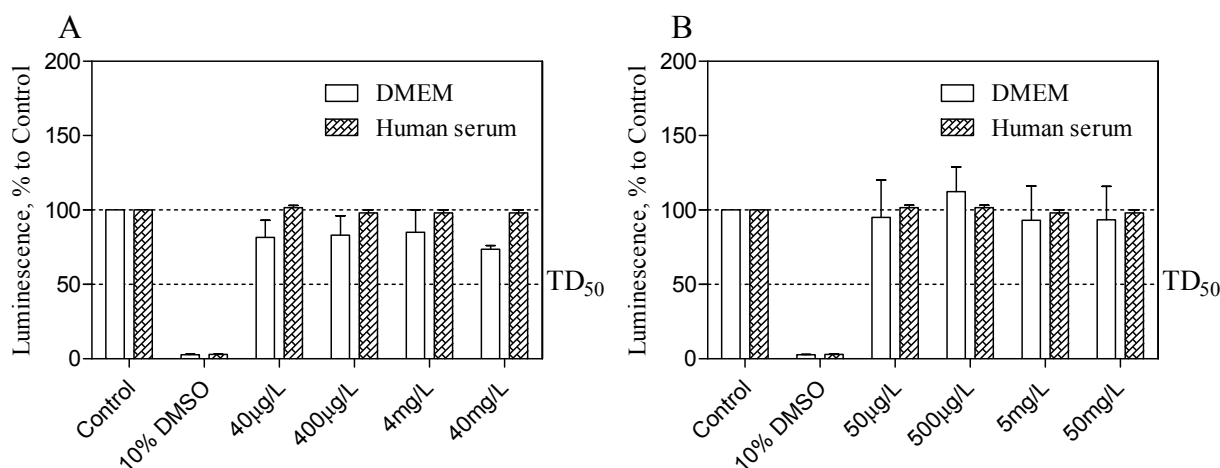 A
Luminescence, % to Control
200
150
100
50
0
DMEM
Human serum
TD50
Control
10% DMSO
40µg/L
400µg/L
4mg/L
40mg/L
B
Luminescence, % to Control
200
150
100
50
0
DMEM
Human serum
TD50
Control
10% DMSO
50µg/L
500µg/L
5mg/L
50mg/L